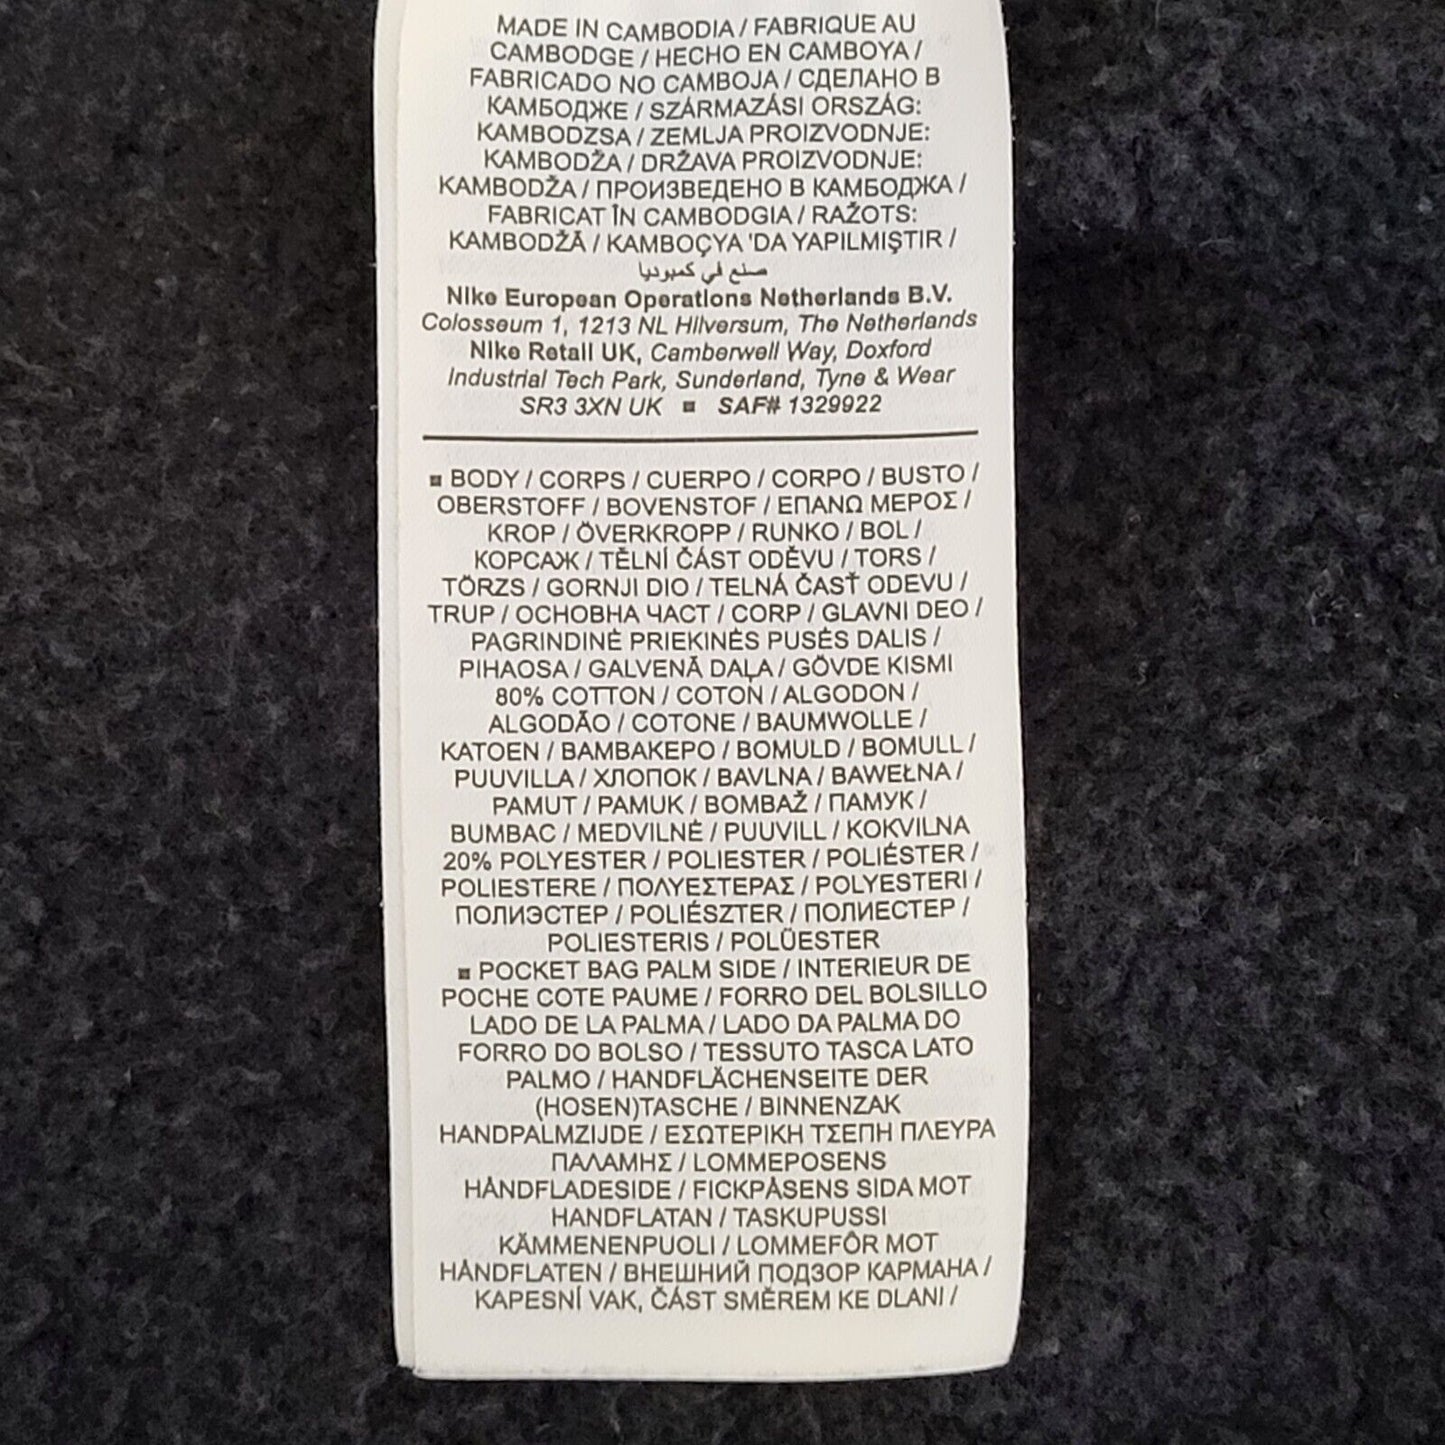 MADE IN CAMBODIA / FABRIQUE AU
CAMBODGE / HECHO EN CAMBOYA /
FABRICADO NO CAMBOJA / СДЕЛАНО В
КАМБОДЖЕ / SZÁRMAZÁSI ORSZÁG:
KAMBODZSA / ZEMLJA PROIZVODNJE:
KAMBODŽA / DRŽAVA PROIZVODNJE:
KAMBODŽA / ПРОИЗВЕДЕНО В КАМБОДЖА /
FABRICAT ÎN CAMBODGIA / RAŽOTS:
KAMBODŽĀ / KAMBOÇYA 'DA YAPILMIŞTIR /
صنع في كمبوديا
Nike European Operations Netherlands B.V.
Colosseum 1, 1213 NL Hilversum, The Netherlands
Nike Retail UK, Camberwell Way, Doxford
Industrial Tech Park, Sunderland, Tyne & Wear
SR3 3XN UK ▪ SAF# 1329922
▪ BODY / CORPS / CUERPO / CORPO / BUSTO /
OBERSTOFF / BOVENSTOF / ΕΠΑΝΩ ΜΕΡΟΣ /
KROP / ÖVERKROPP / RUNKO / BOL /
КОРСАЖ / TĚLNÍ ČÁST ODĚVU / TORS /
TÖRZS / GORNJI DIO / TELNÁ ČASŤ ODEVU /
TRUP / ОСНОВНА ЧАСТ / CORP / GLAVNI DEO /
PAGRINDINĖ PRIEKINĖS PUSĖS DALIS /
PIHAOSA / GALVENĀ DAĻA / GÖVDE KISMI
80% COTTON / COTON / ALGODON /
ALGODÃO / COTONE / BAUMWOLLE /
KATOEN / ΒΑΜΒΑΚΕΡΟ / BOMULD / BOMULL /
PUUVILLA / ХЛОПОК / BAVLNA / BAWEŁNA /
PAMUT / PAMUK / BOMBAŽ / ПАМУК /
BUMBAC / MEDVILNĖ / PUUVILL / KOKVILNA
20% POLYESTER / POLIESTER / POLIÉSTER /
POLIESTERE / ΠΟΛΥΕΣΤΕΡΑΣ / POLYESTERI /
ПОЛИЭСТЕР / POLIÉSZTER / ПОЛИЕСТЕР /
POLIESTERIS / POLÜESTER
▪ POCKET BAG PALM SIDE / INTERIEUR DE
POCHE COTE PAUME / FORRO DEL BOLSILLO
LADO DE LA PALMA / LADO DA PALMA DO
FORRO DO BOLSO / TESSUTO TASCA LATO
PALMO / HANDFLÄCHENSEITE DER
(HOSEN)TASCHE / BINNENZAK
HANDPALMZIJDE / ΕΣΩΤΕΡΙΚΗ ΤΣΕΠΗ ΠΛΕΥΡΑ
ΠΑΛΑΜΗΣ / LOMMEPOSENS
HÅNDFLADESIDE / FICKPÅSENS SIDA MOT
HANDFLATAN / TASKUPUSSI
KÄMMENENPUOLI / LOMMEFÔR MOT
HÅNDFLATEN / ВНЕШНИЙ ПОДЗОР КАРМАНА /
KAPESNÍ VAK, ČÁST SMĚREM KE DLANI /